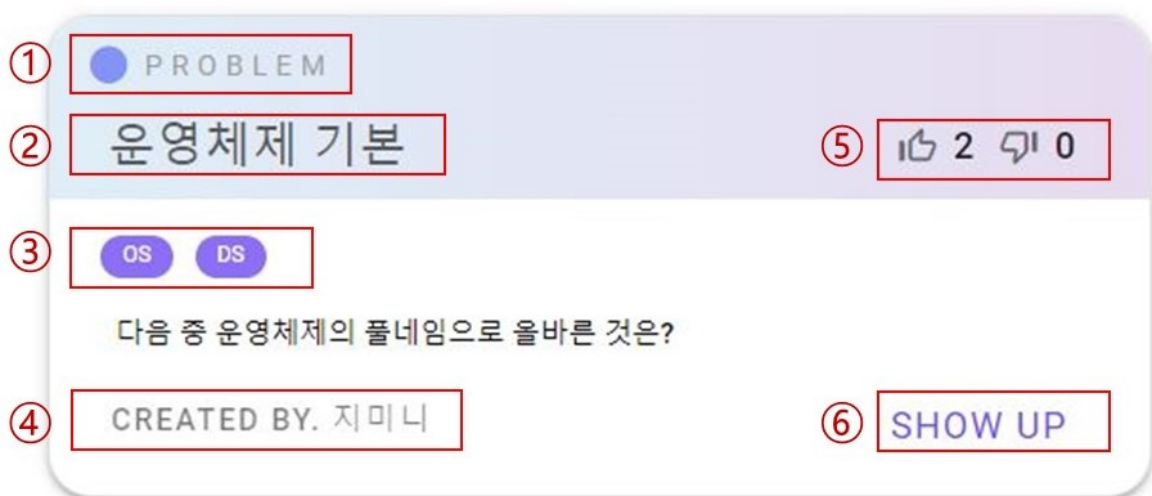 ① PROBLEM
② 운영체제 기본
⑤ 2 0
③ OS DS
다음 중 운영체제의 풀네임으로 올바른 것은?
④ CREATED BY. 지미니
⑥ SHOW UP